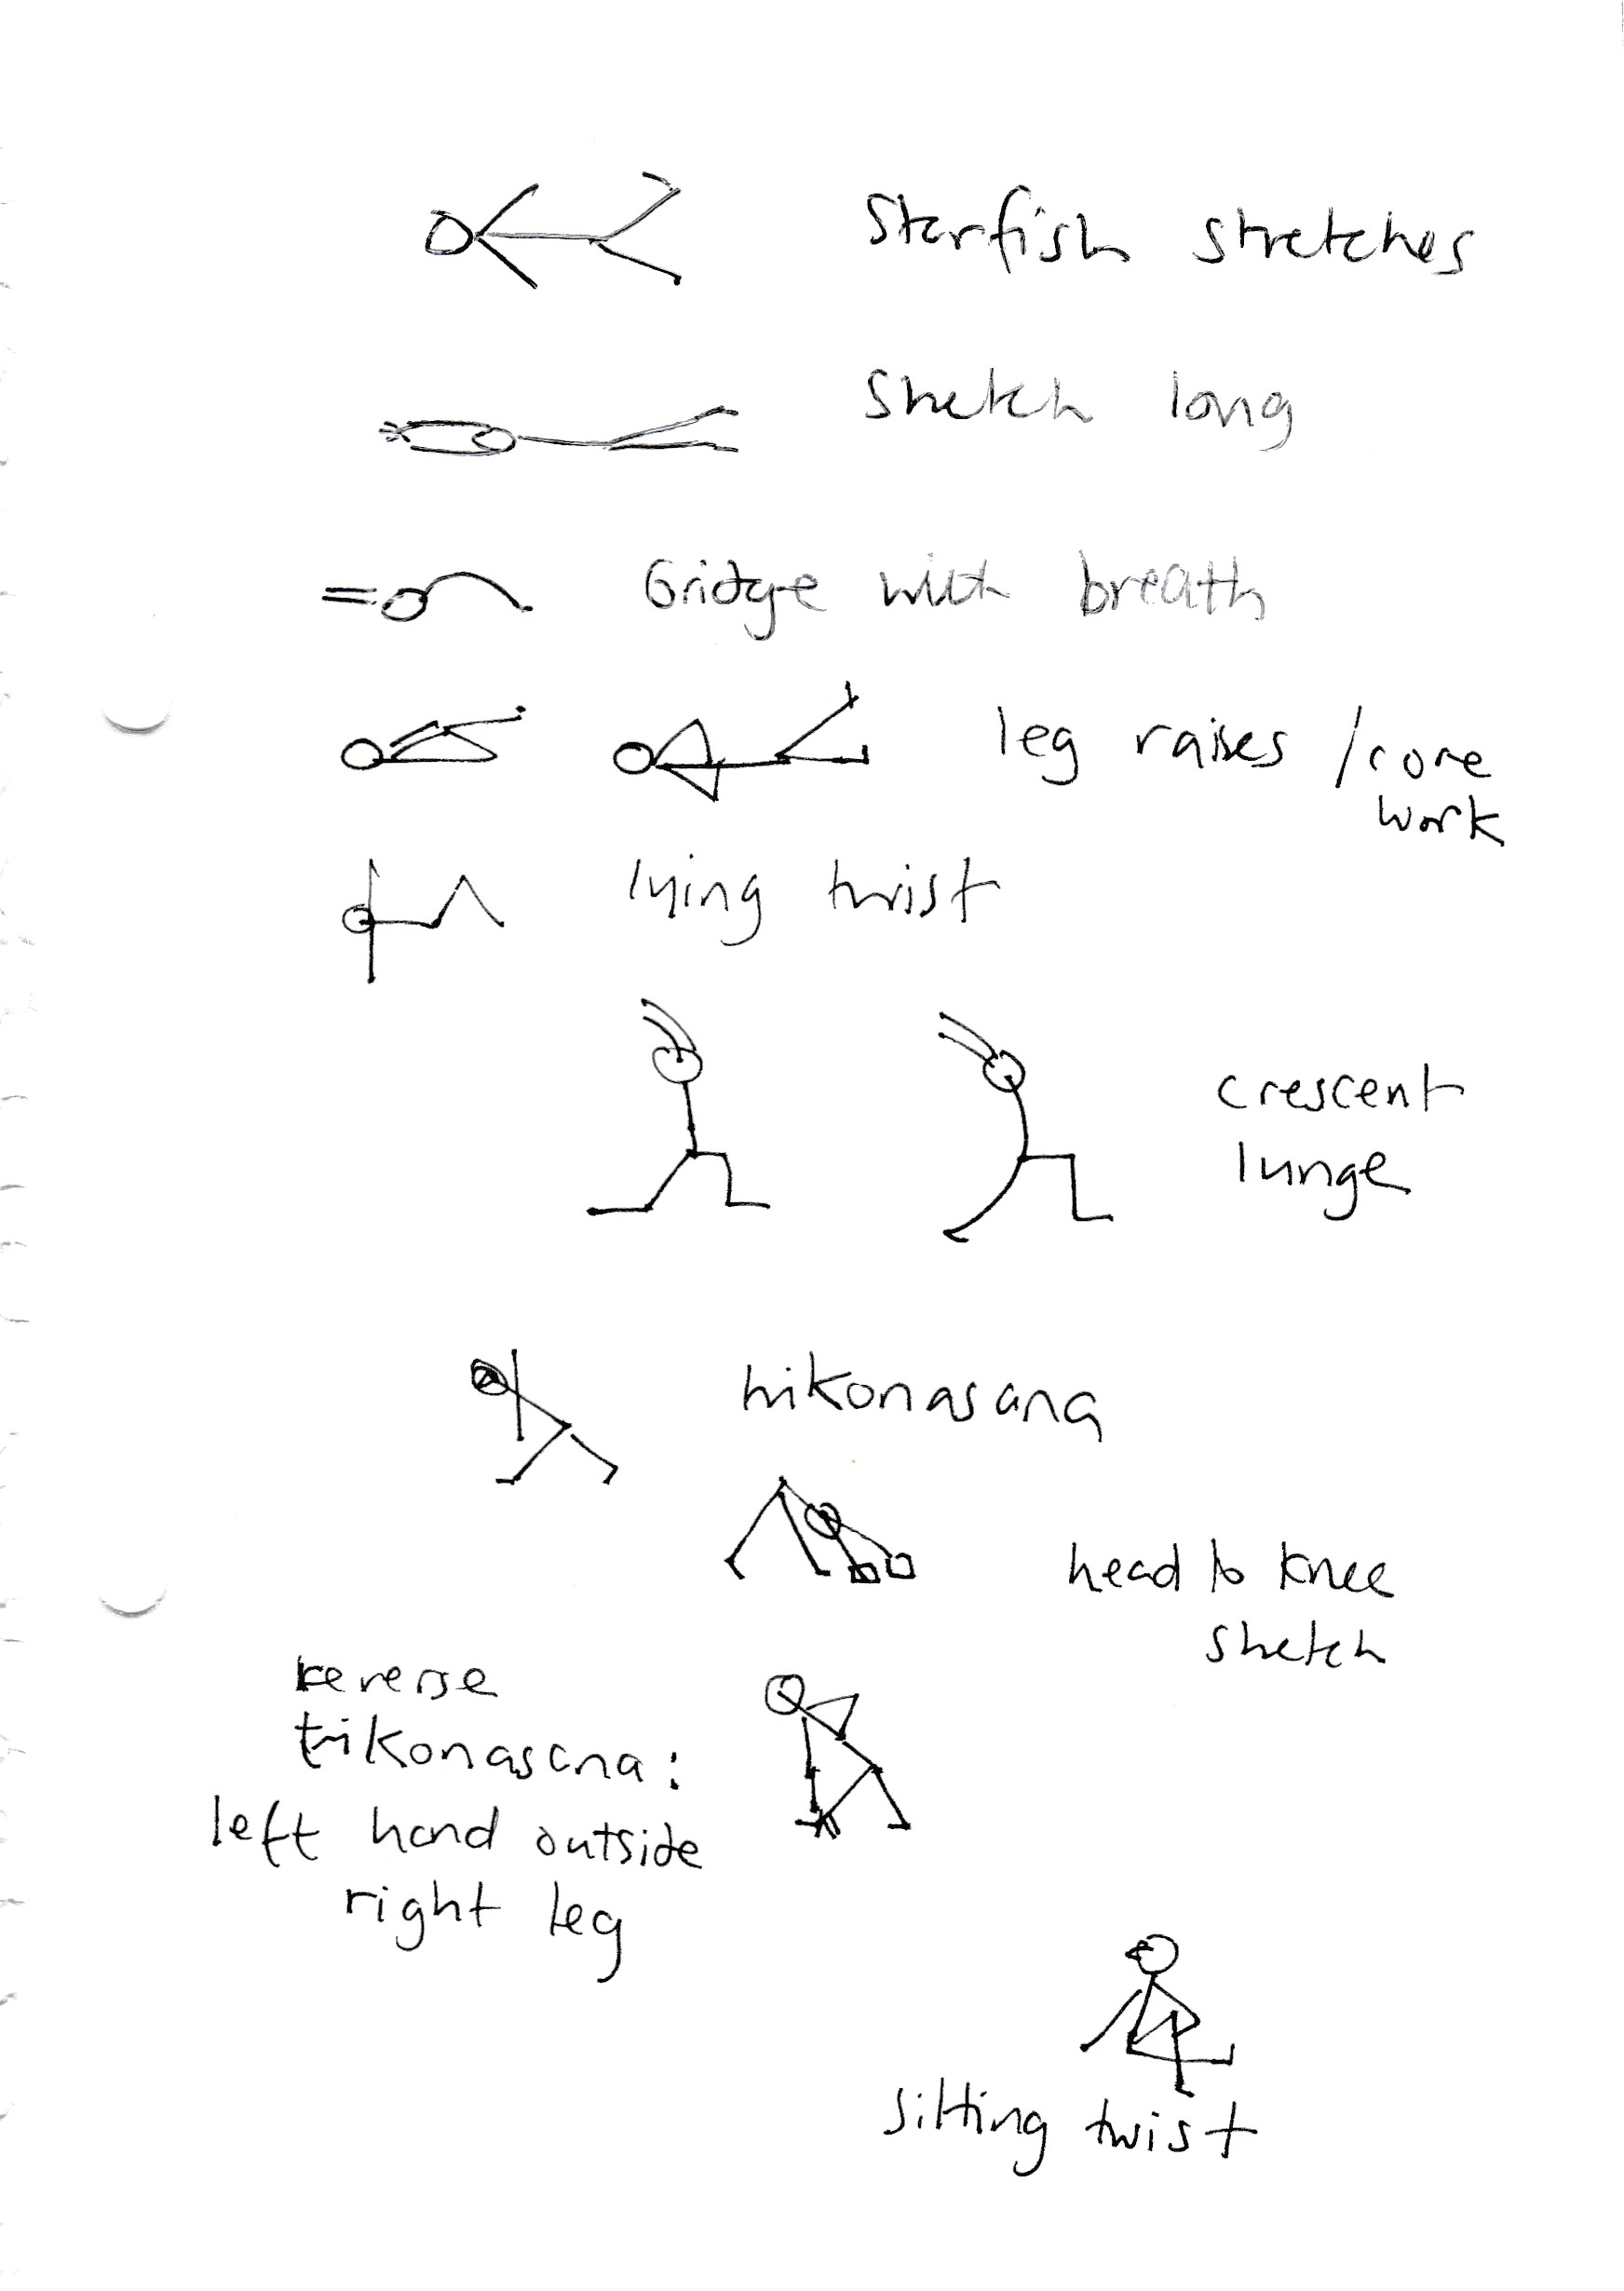 Starfish stretches
Stretch long
bridge with breath
leg raises / core
work
lying twist
crescent
lunge
trikonasana
head to knee
stretch
reverse
trikonasana:
left hand outside
right leg
sitting twist